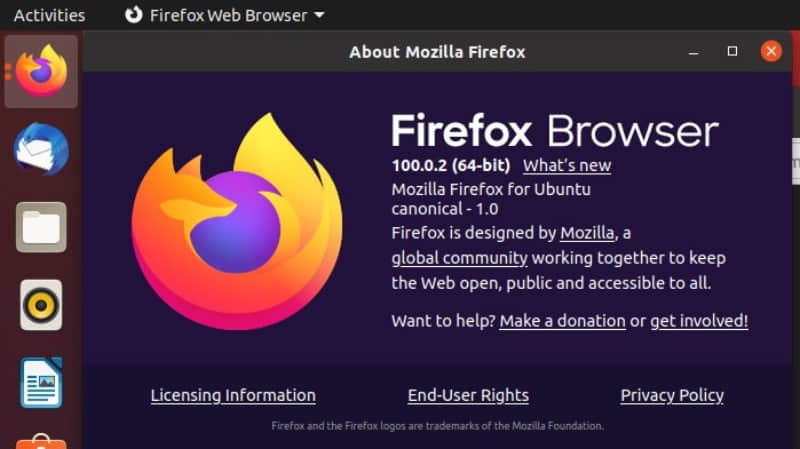 Activities Firefox Web Browser
About Mozilla Firefox
Firefox Browser
100.0.2 (64-bit) What's new
Mozilla Firefox for Ubuntu
canonical - 1.0
Firefox is designed by Mozilla, a
global community working together to keep
the Web open, public and accessible to all.
Want to help? Make a donation or get involved!
Licensing Information End-User Rights Privacy Policy
Firefox and the Firefox logos are trademarks of the Mozilla Foundation.